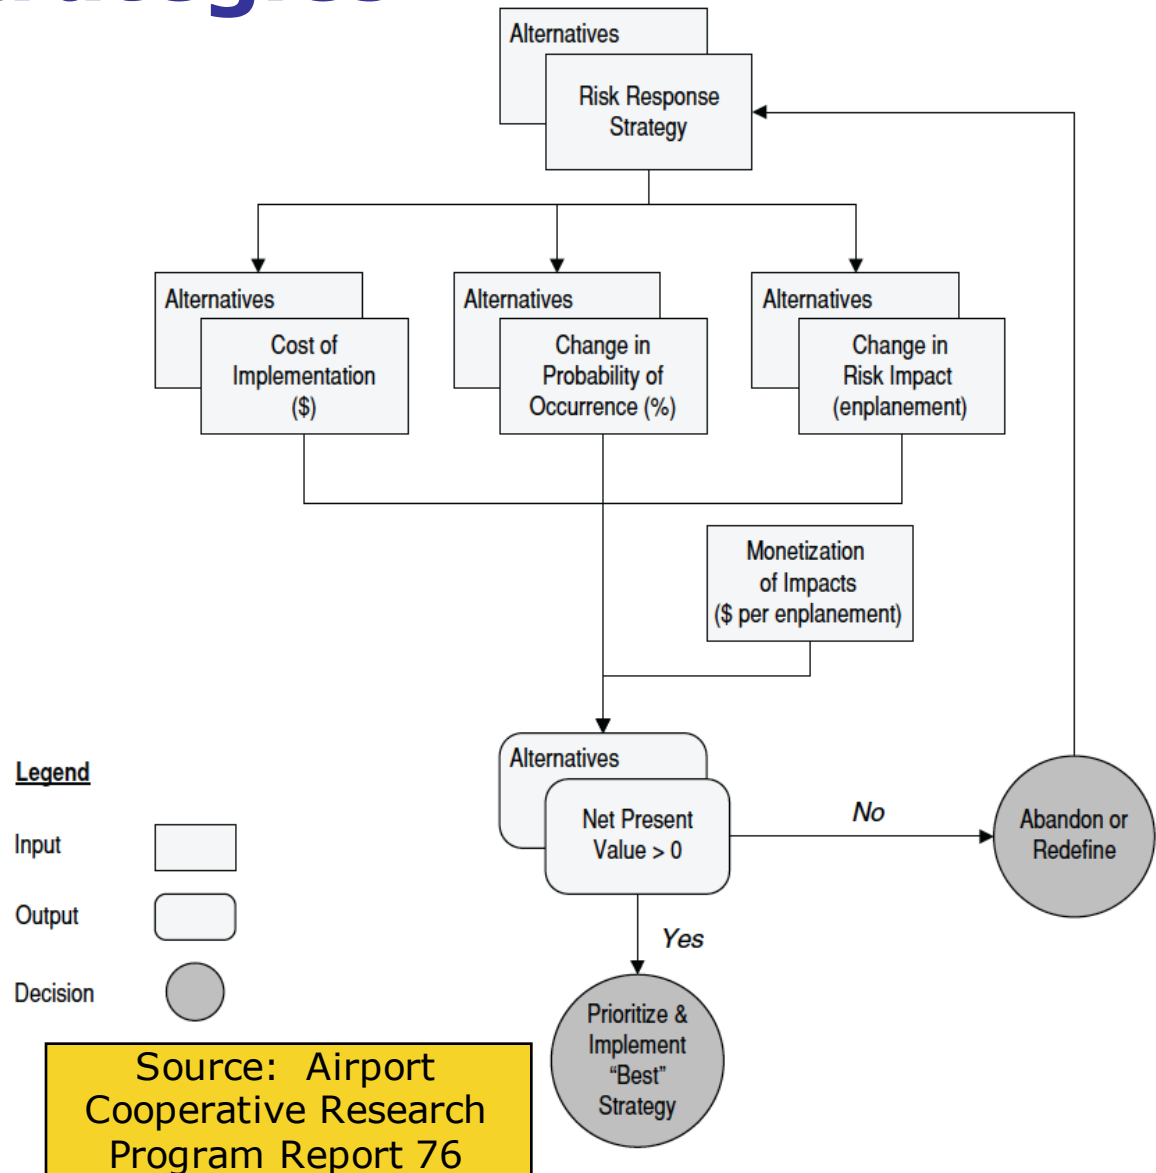 Alternatives
Risk Response
Strategy
Alternatives
Cost of
Implementation
($)
Alternatives
Change in
Probability of
Occurrence (%)
Alternatives
Change in
Risk Impact
(enplanement)
Monetization
of Impacts
($ per enplanement)
Alternatives
Net Present
Value > 0
No
Abandon or
Redefine
Yes
Prioritize &
Implement
“Best”
Strategy
Legend
Input
Output
Decision
Source: Airport
Cooperative Research
Program Report 76